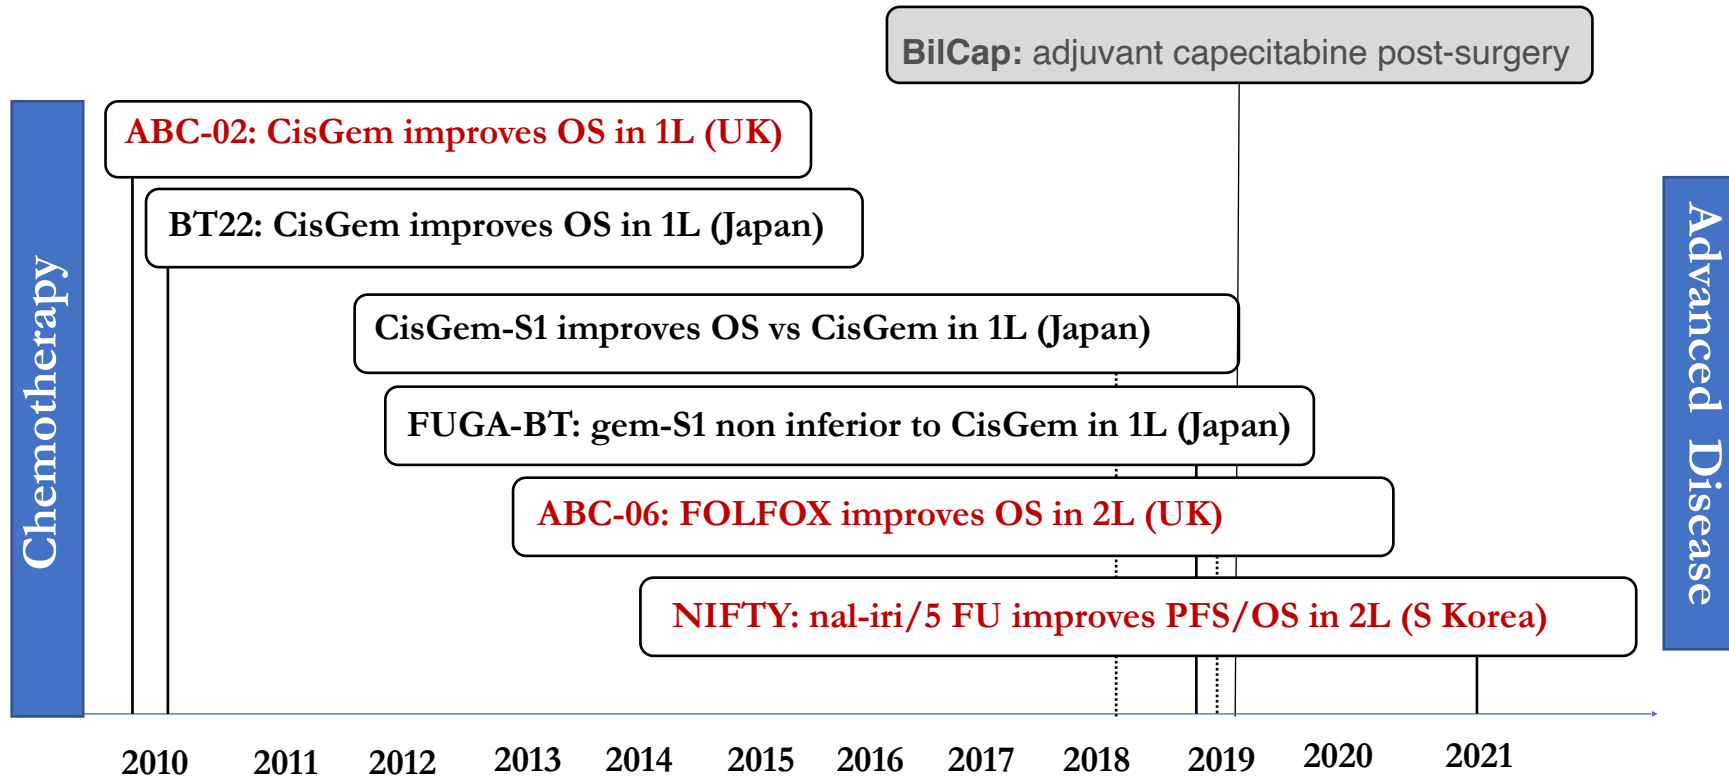 BilCap: adjuvant capecitabine post-surgery
Chemotherapy
ABC-02: CisGem improves OS in 1L (UK)
BT22: CisGem improves OS in 1L (Japan)
CisGem-S1 improves OS vs CisGem in 1L (Japan)
FUGA-BT: gem-S1 non inferior to CisGem in 1L (Japan)
ABC-06: FOLFOX improves OS in 2L (UK)
NIFTY: nal-iri/5 FU improves PFS/OS in 2L (S Korea)
Advanced Disease
2010 2011 2012 2013 2014 2015 2016 2017 2018 2019 2020 2021